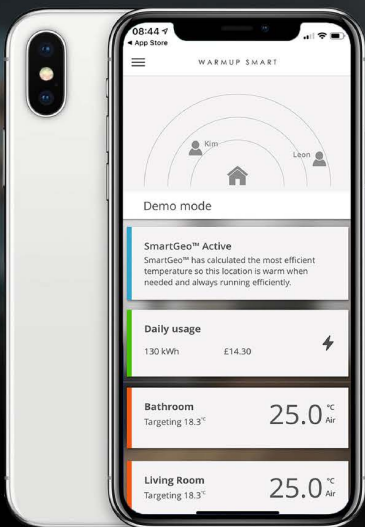 08:44
◀ App Store
WARMUP SMART
Kim
Leon
Demo mode
SmartGeo™ Active
SmartGeo™ has calculated the most efficient
temperature so this location is warm when
needed and always running efficiently.
Daily usage
130 kWh £14.30
Bathroom
Targeting 18.3°C
25.0 °C Air
Living Room
Targeting 18.3°C
25.0 °C Air